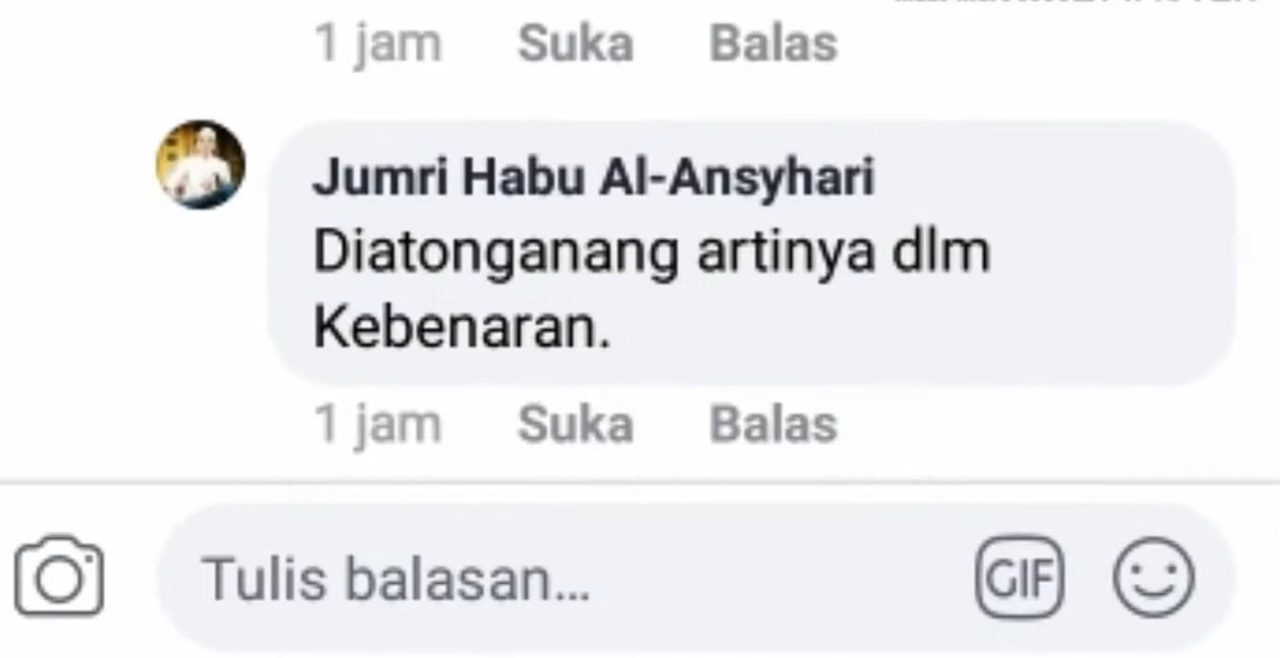 1 jam Suka Balas
Jumri Habu Al-Ansyhari
Diatonganang artinya dlm
Kebenaran.
1 jam Suka Balas
Tulis balasan...
GIF